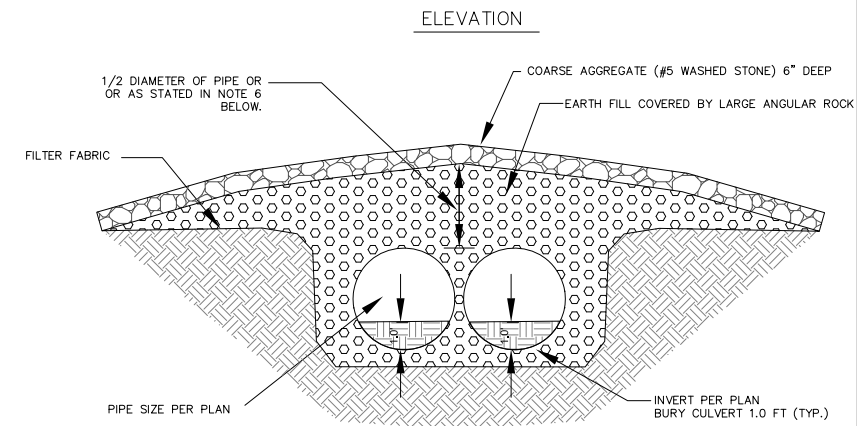 ELEVATION
1/2 DIAMETER OF PIPE OR
OR AS STATED IN NOTE 6
BELOW.
COARSE AGGREGATE (#5 WASHED STONE) 6" DEEP
EARTH FILL COVERED BY LARGE ANGULAR ROCK
FILTER FABRIC
1.0'
1.0'
PIPE SIZE PER PLAN
INVERT PER PLAN
BURY CULVERT 1.0 FT (TYP.)